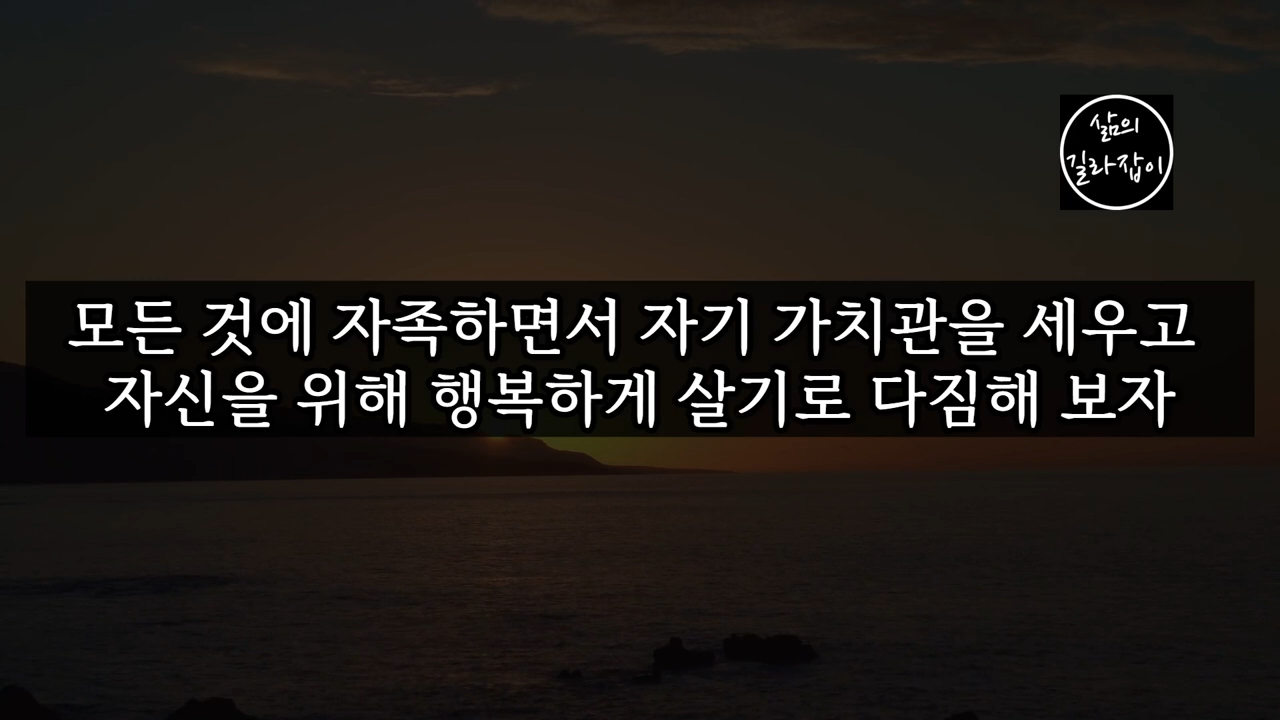 삶의
길라잡이
모든 것에 자족하면서 자기 가치관을 세우고
자신을 위해 행복하게 살기로 다짐해 보자